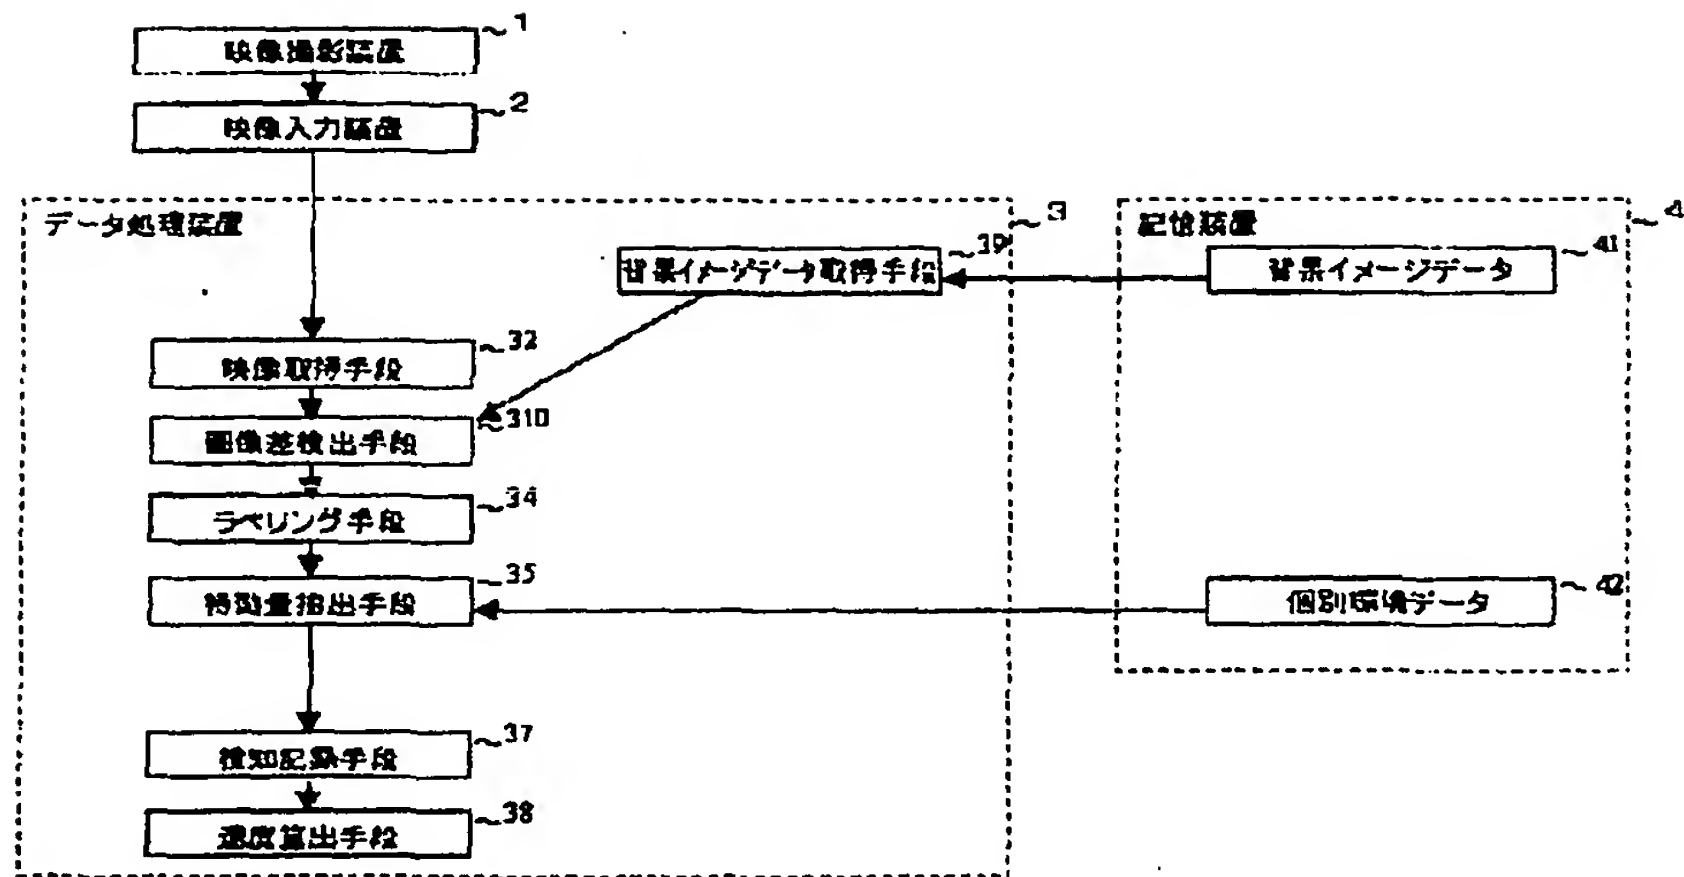 映像撮影装置
1
映像入力装置
2
データ処理装置
3
記憶装置
4
背景イメージデータ取得手段
39
背景イメージデータ
41
映像取得手段
32
画像差検出手段
310
ラベリング手段
34
特徴量抽出手段
35
個別環境データ
42
検知記録手段
37
速度算出手段
38